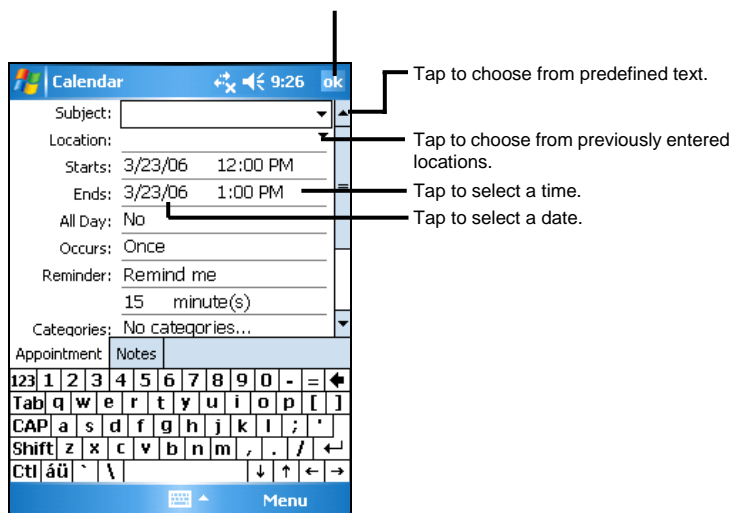 Calendar 9:26 ok
Tap to choose from predefined text.
Subject:
Location:
Tap to choose from previously entered
locations.
Starts: 3/23/06 12:00 PM
Ends: 3/23/06 1:00 PM
Tap to select a time.
All Day: No
Tap to select a date.
Occurs: Once
Reminder: Remind me
15 minute(s)
Categories: No categories...
Appointment Notes
123 1 2 3 4 5 6 7 8 9 0 - =
Tab q w e r t y u i o p [ ]
CAP a s d f g h j k l ; '
Shift z x c v b n m , . /
Ctl áü ` \ ↓ ↑ ← →
Menu